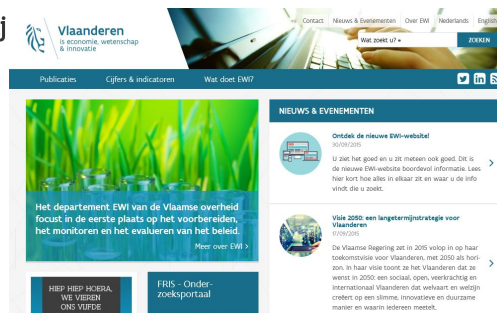 j
Vlaanderen
is economie, wetenschap
& innovatie
Contact Nieuws & Evenementen Over EWI Nederlands English
Wat zoekt u? ZOEKEN
Publicaties Cijfers & indicatoren Wat doet EWI?
Het departement EWI van de Vlaamse overheid
focust in de eerste plaats op het voorbereiden,
het monitoren en het evalueren van het beleid.
Meer over EWI >
HIEP HIEP HOERA,
WE VIEREN
ONS VIJFDE
FRIS - Onder-
zoeksportaal
NIEUWS & EVENEMENTEN
Ontdek de nieuwe EWI-website!
30/09/2015
U ziet het goed en u zit meteen ook goed. Dit is
de nieuwe EWI-website boordevol informatie. Lees
hier kort hoe alles in elkaar zit en waar u de info
vindt die u zoekt.
Visie 2050: een langetermijnstrategie voor
Vlaanderen
17/09/2015
De Vlaamse Regering zet in 2015 volop in op haar
toekomstvisie voor Vlaanderen, met 2050 als hori-
zon. In haar visie toont ze het Vlaanderen dat ze
wenst in 2050: een sociaal, open, veerkrachtig en
internationaal Vlaanderen dat welvaart en welzijn
creëert op een slimme, innovatieve en duurzame
manier en waarin iedereen meetelt.